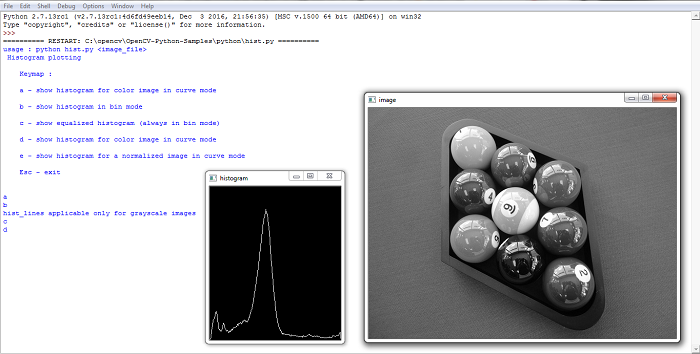 File Edit Shell Debug Options Window Help
Python 2.7.13rc1 (v2.7.13rc1:4d6fd49eeb14, Dec  3 2016, 21:56:35) [MSC v.1500 64 bit (AMD64)] on win32
Type "copyright", "credits" or "license()" for more information.
>>>
========== RESTART: C:\opencv\OpenCV-Python-Samples\python\hist.py ==========
usage : python hist.py <image_file>
Histogram plotting
Keymap :
a - show histogram for color image in curve mode
b - show histogram in bin mode
c - show equalized histogram (always in bin mode)
d - show histogram for color image in curve mode
e - show histogram for a normalized image in curve mode
Esc - exit
a
b
hist_lines applicable only for grayscale images
c
d
histogram
image
9
1
2